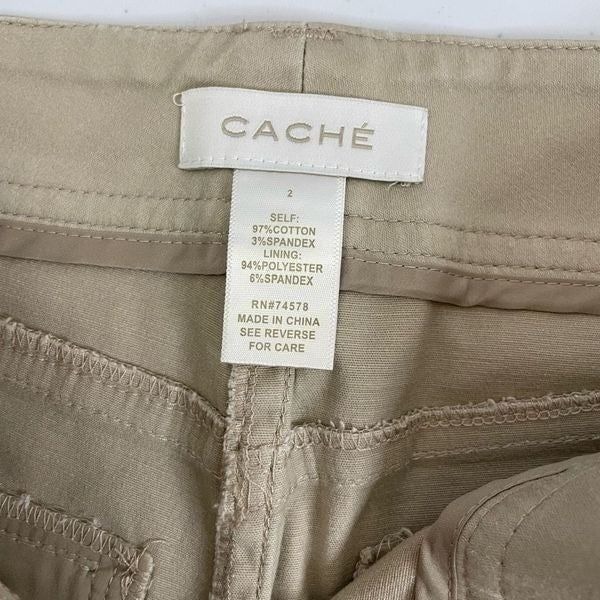 CACHÉ
2
SELF:
97%COTTON
3%SPANDEX
LINING:
94%POLYESTER
6%SPANDEX
RN#74578
MADE IN CHINA
SEE REVERSE
FOR CARE